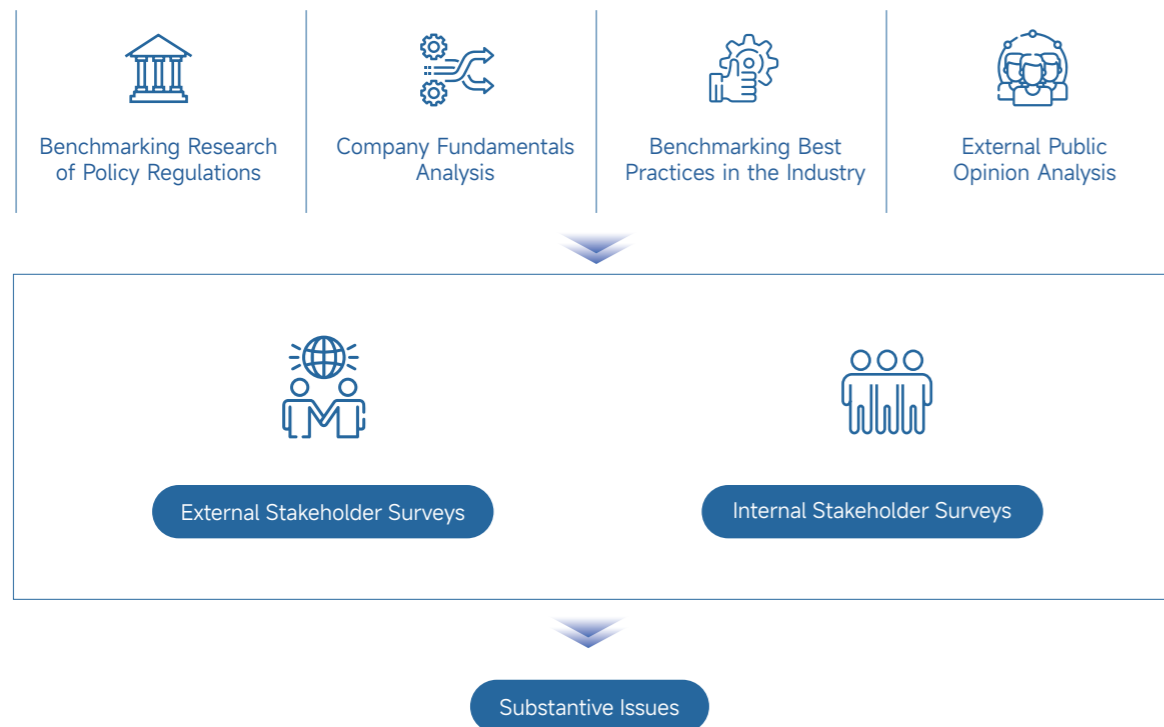 Benchmarking Research
of Policy Regulations
Company Fundamentals
Analysis
Benchmarking Best
Practices in the Industry
External Public
Opinion Analysis
External Stakeholder Surveys
Internal Stakeholder Surveys
Substantive Issues